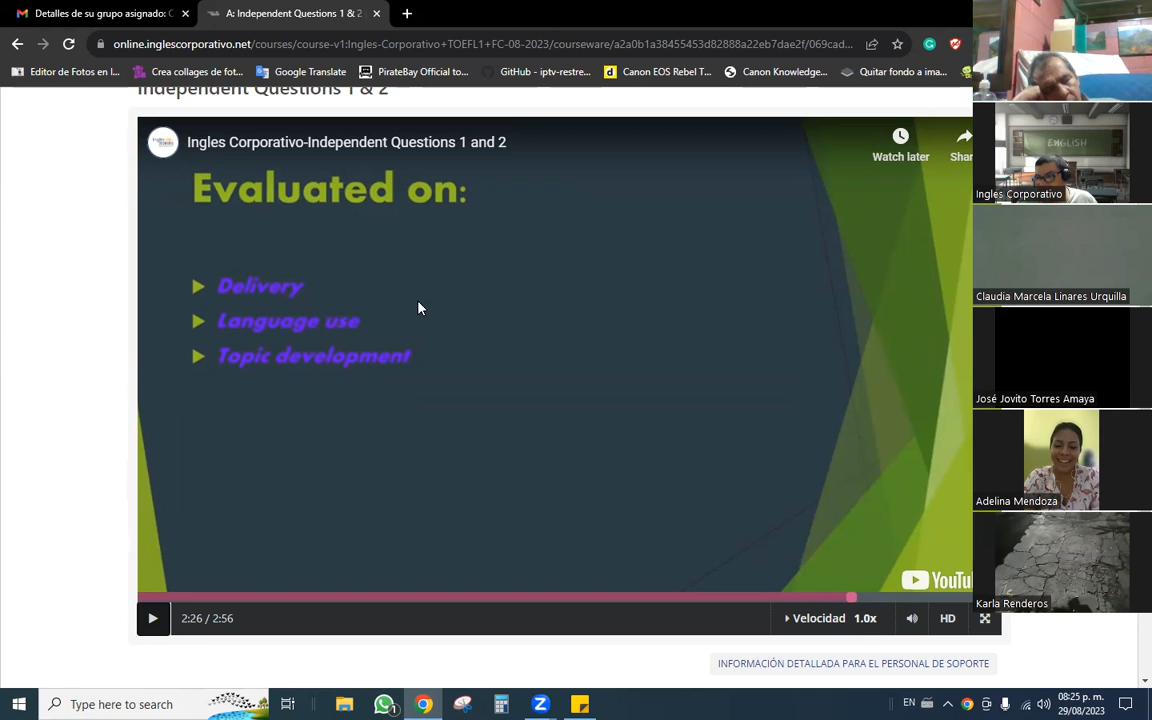 Detalles de su grupo asignado: C
A: Independent Questions 1 & 2
online.inglescorporativo.net/courses/course-v1:Ingles-Corporativo+TOEFL1+FC-08-2023/courseware/a2a0b1a38455453d82888a22eb7dae2f/069cad...
Editor de Fotos en l...
Crea collages de fot...
Google Translate
PirateBay Official to...
GitHub - iptv-restre...
Canon EOS Rebel T...
Canon Knowledge...
Quitar fondo a ima...
Independent Questions 1 & 2
Ingles Corporativo-Independent Questions 1 and 2
Watch later
Shar
Evaluated on:
Delivery
Language use
Topic development
YouTu
2:26 / 2:56
Velocidad 1.0x
HD
INFORMACIÓN DETALLADA PARA EL PERSONAL DE SOPORTE
ENGLISH
Ingles Corporativo
Claudia Marcela Linares Urquilla
José Jovito Torres Amaya
Adelina Mendoza
Karla Renderos
Type here to search
1
EN
08:25 p. m.
29/08/2023